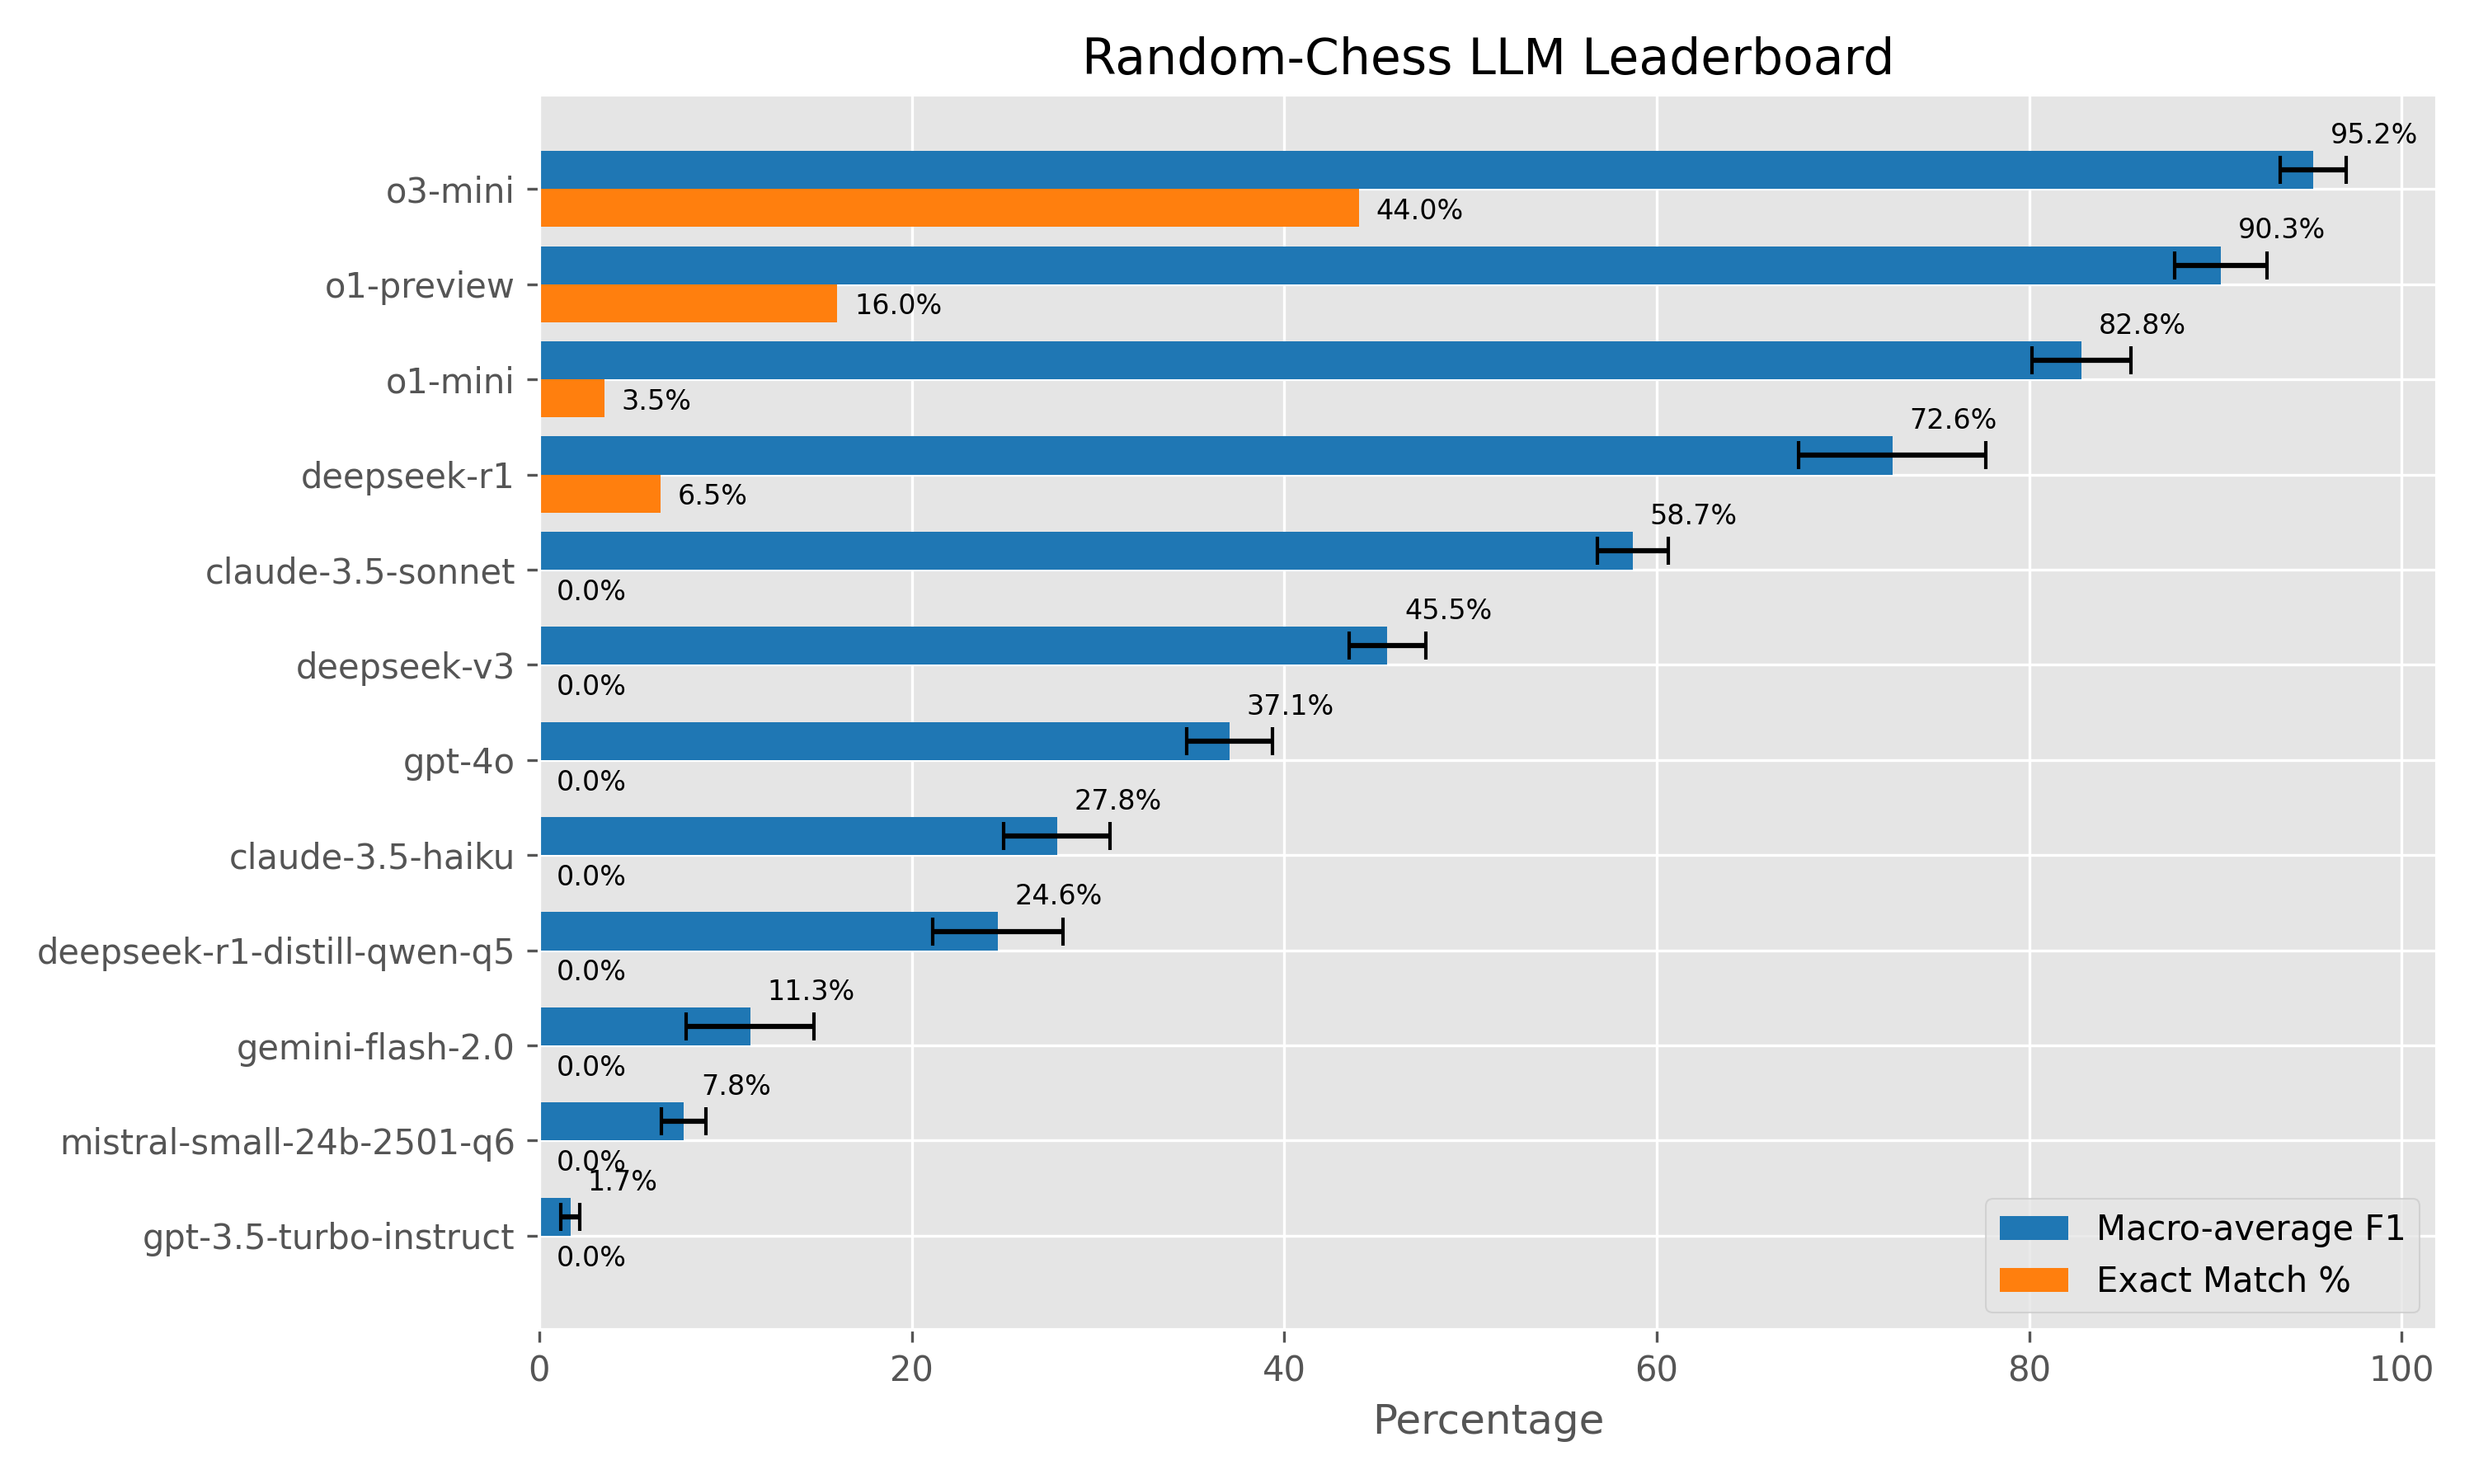 Random-Chess LLM Leaderboard
95.2%
o3-mini
44.0%
90.3%
o1-preview
16.0%
82.8%
o1-mini
3.5%
72.6%
deepseek-r1
6.5%
58.7%
claude-3.5-sonnet
0.0%
45.5%
deepseek-v3
0.0%
37.1%
gpt-4o
0.0%
27.8%
claude-3.5-haiku
0.0%
24.6%
deepseek-r1-distill-qwen-q5
0.0%
11.3%
gemini-flash-2.0
0.0%
7.8%
mistral-small-24b-2501-q6
0.0%
1.7%
gpt-3.5-turbo-instruct
0.0%
Macro-average F1
Exact Match %
0 20 40 60 80 100
Percentage